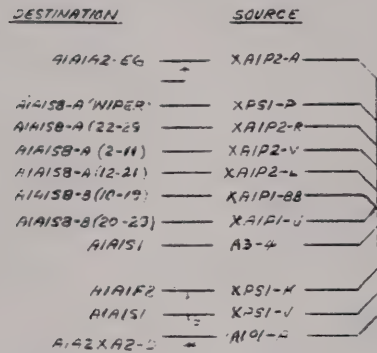 DESTINATION SOURCE
A1A1A2-E6 XA1P2-A
A1A1S8-A (WIPER) XPS1-P
A1A1S8-A (22-29 XA1P2-R
A1A1S8-A (2-11) XA1P2-V
A1A1S8-A (12-21) XA1P2-L
A1A1S8-B (10-19) XA1P1-BB
A1A1S8-B (20-23) XA1P1-U
A1A1S1 A3-4
A1A1F2 XPS1-K
A1A1S1 XPS1-J